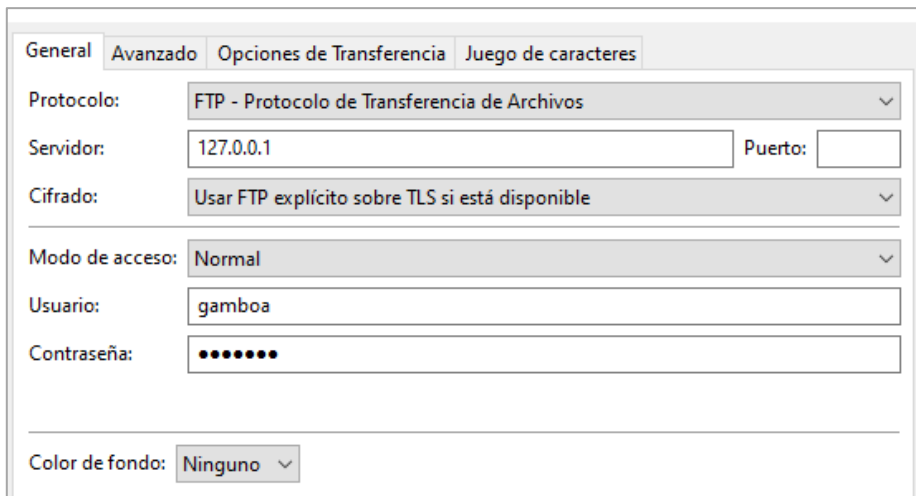 General Avanzado Opciones de Transferencia Juego de caracteres
Protocolo: FTP - Protocolo de Transferencia de Archivos
Servidor: 127.0.0.1 Puerto:
Cifrado: Usar FTP explícito sobre TLS si está disponible
Modo de acceso: Normal
Usuario: gamboa
Contraseña: •••••••
Color de fondo: Ninguno